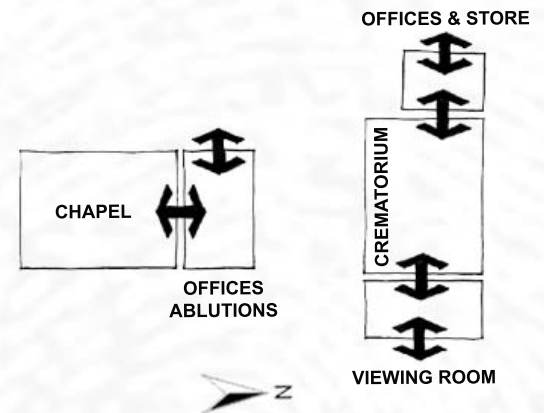 OFFICES & STORE
CREMATORIUM
CHAPEL
OFFICES
ABLUTIONS
VIEWING ROOM
N